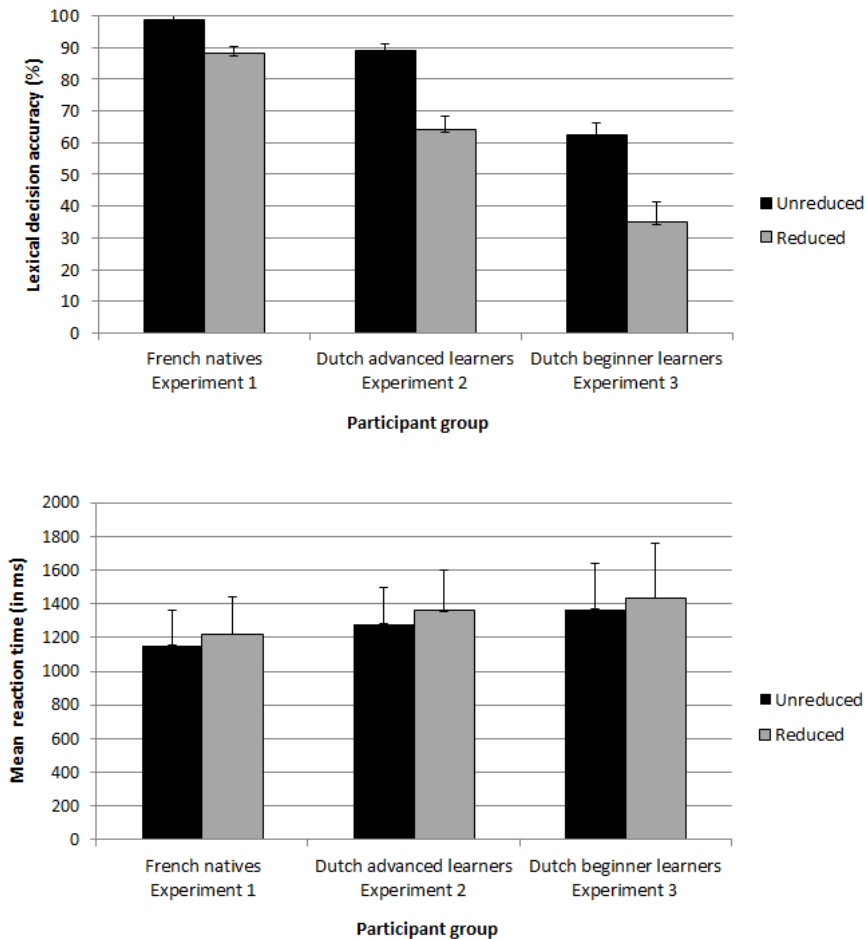 Lexical decision accuracy (%)
100
90
80
70
60
50
40
30
20
10
0
French natives
Experiment 1
Dutch advanced learners
Experiment 2
Dutch beginner learners
Experiment 3
Participant group
Unreduced
Reduced
Mean reaction time (in ms)
2000
1800
1600
1400
1200
1000
800
600
400
200
0
French natives
Experiment 1
Dutch advanced learners
Experiment 2
Dutch beginner learners
Experiment 3
Participant group
Unreduced
Reduced